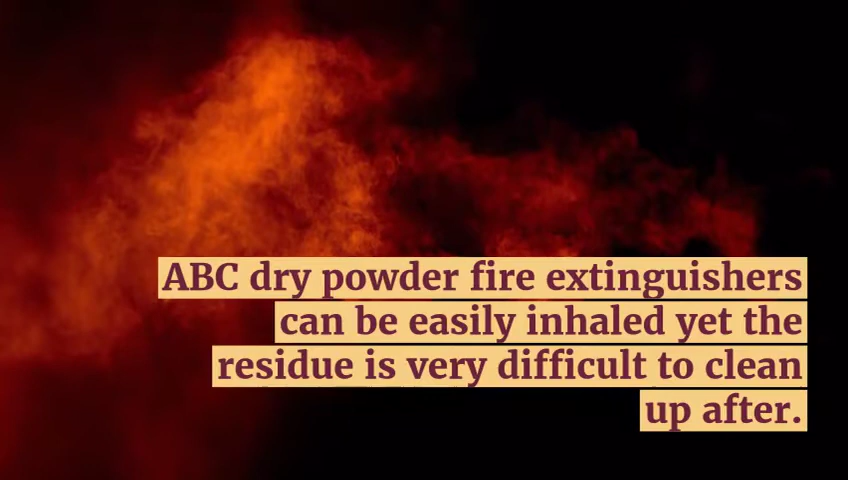 ABC dry powder fire extinguishers
can be easily inhaled yet the
residue is very difficult to clean
up after.